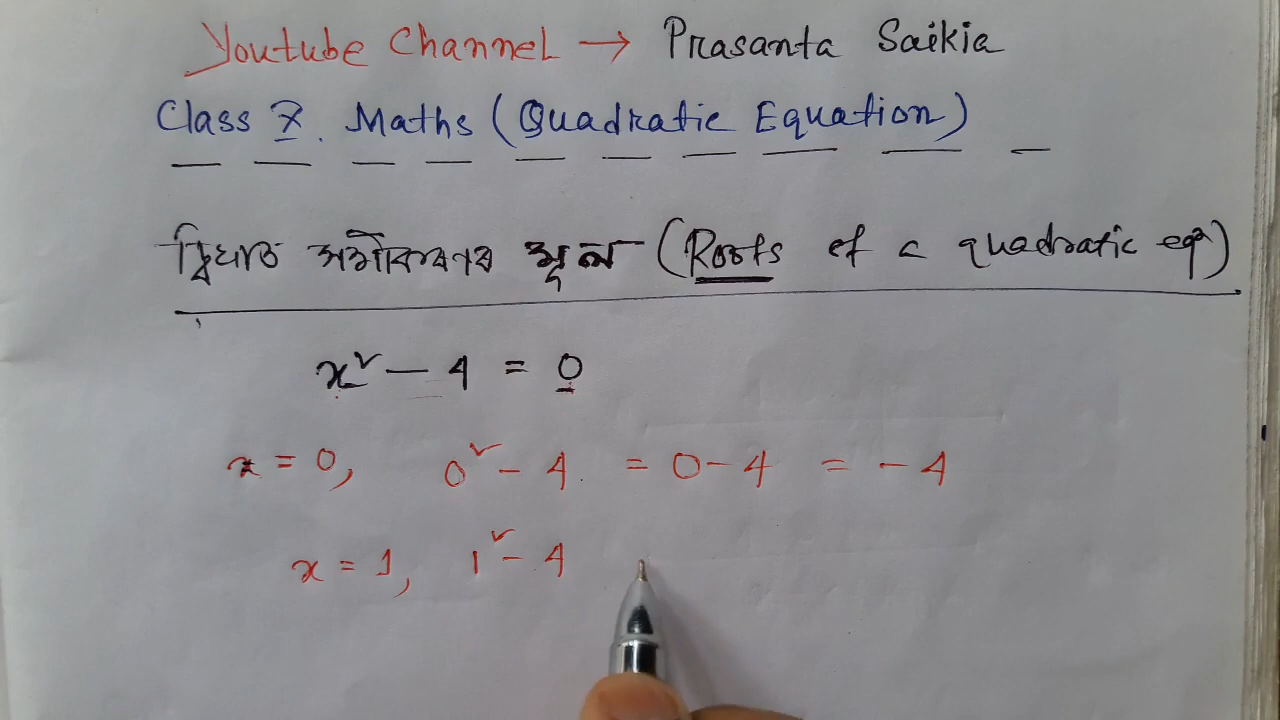 Youtube Channel → Prasanta Saikia
Class X. Maths (Quadratic Equation)
দ্বিঘাত সমীকৰণৰ মূল (Roots of a quadratic eqⁿ)
x² - 4 = 0
x = 0, 0² - 4 = 0 - 4 = - 4
x = 1, 1² - 4